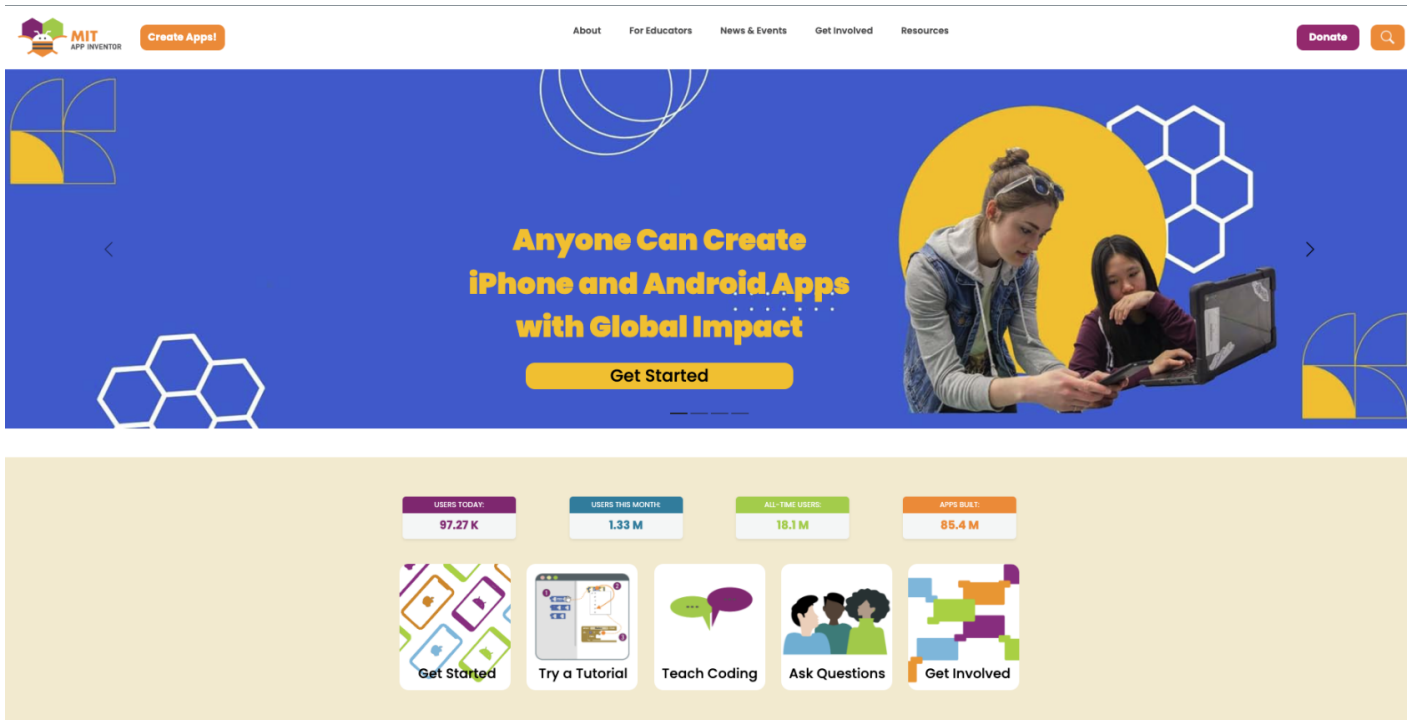 MIT
APP INVENTOR
Create Apps!
About
For Educators
News & Events
Get Involved
Resources
Donate
Anyone Can Create
iPhone and Android Apps
with Global Impact
Get Started
USERS TODAY:
97.27 K
USERS THIS MONTH:
1.33 M
ALL-TIME USERS:
18.1 M
APPS BUILT:
85.4 M
Get Started
Try a Tutorial
Teach Coding
Ask Questions
Get Involved